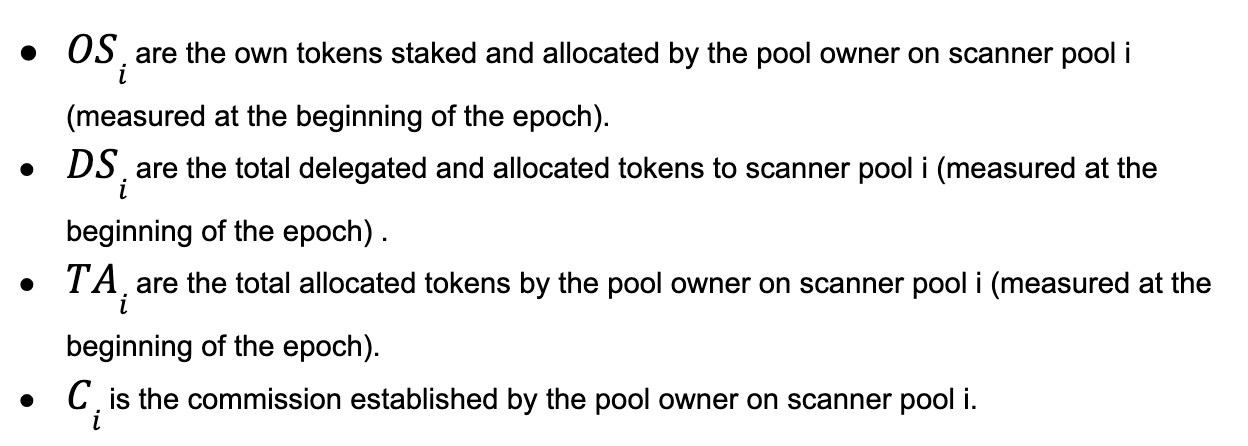 ● OS_i are the own tokens staked and allocated by the pool owner on scanner pool i
(measured at the beginning of the epoch).
● DS_i are the total delegated and allocated tokens to scanner pool i (measured at the
beginning of the epoch) .
● TA_i are the total allocated tokens by the pool owner on scanner pool i (measured at the
beginning of the epoch).
● C_i is the commission established by the pool owner on scanner pool i.